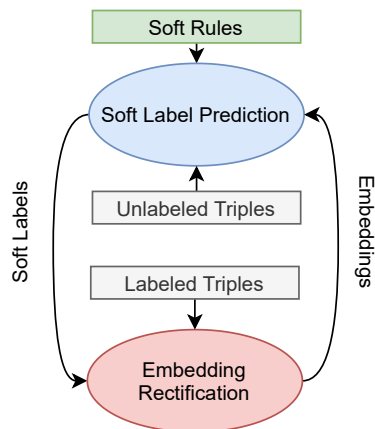 Soft Rules
Soft Label Prediction
Soft Labels
Embeddings
Unlabeled Triples
Labeled Triples
Embedding
Rectification